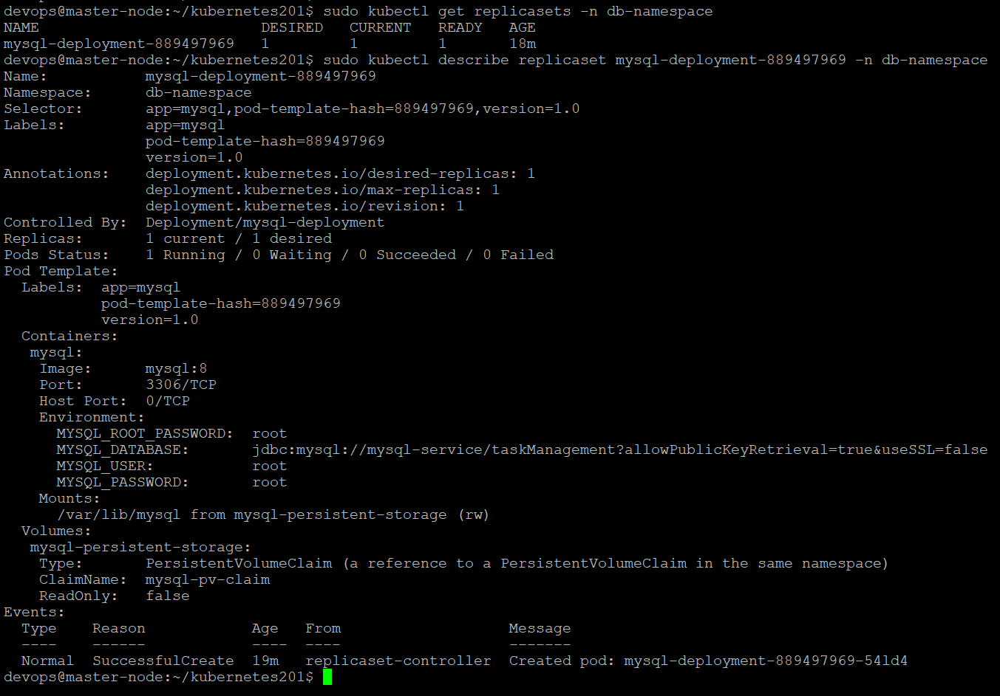 devops@master-node:~/kubernetes201$ sudo kubectl get replicasets -n db-namespace
NAME DESIRED CURRENT READY AGE
mysql-deployment-889497969 1 1 1 18m
devops@master-node:~/kubernetes201$ sudo kubectl describe replicaset mysql-deployment-889497969 -n db-namespace
Name: mysql-deployment-889497969
Namespace: db-namespace
Selector: app=mysql,pod-template-hash=889497969,version=1.0
Labels: app=mysql
pod-template-hash=889497969
version=1.0
Annotations: deployment.kubernetes.io/desired-replicas: 1
deployment.kubernetes.io/max-replicas: 1
deployment.kubernetes.io/revision: 1
Controlled By: Deployment/mysql-deployment
Replicas: 1 current / 1 desired
Pods Status: 1 Running / 0 Waiting / 0 Succeeded / 0 Failed
Pod Template:
Labels: app=mysql
pod-template-hash=889497969
version=1.0
Containers:
mysql:
Image: mysql:8
Port: 3306/TCP
Host Port: 0/TCP
Environment:
MYSQL_ROOT_PASSWORD: root
MYSQL_DATABASE: jdbc:mysql://mysql-service/taskManagement?allowPublicKeyRetrieval=true&useSSL=false
MYSQL_USER: root
MYSQL_PASSWORD: root
Mounts:
/var/lib/mysql from mysql-persistent-storage (rw)
Volumes:
mysql-persistent-storage:
Type: PersistentVolumeClaim (a reference to a PersistentVolumeClaim in the same namespace)
ClaimName: mysql-pv-claim
ReadOnly: false
Events:
Type Reason Age From Message
---- ------ ---- ---- -------
Normal SuccessfulCreate 19m replicaset-controller Created pod: mysql-deployment-889497969-54ld4
devops@master-node:~/kubernetes201$